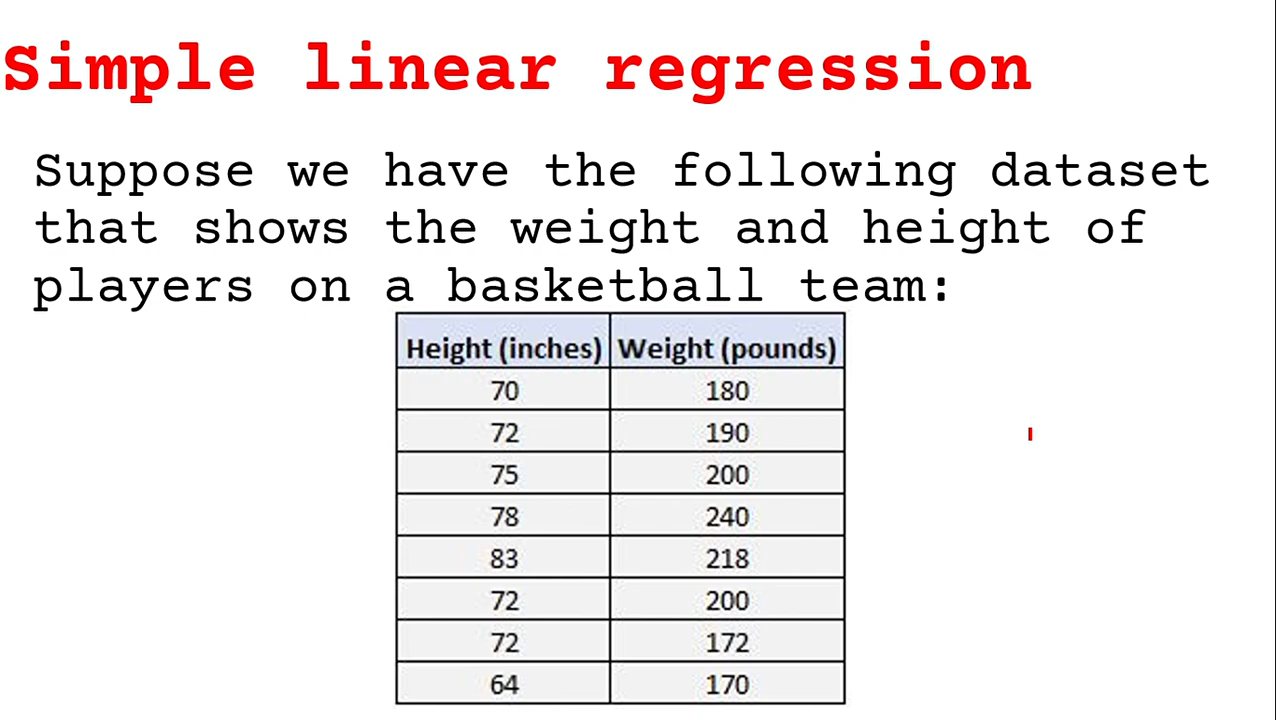 Simple linear regression
Suppose we have the following dataset
that shows the weight and height of
players on a basketball team:
Height (inches) Weight (pounds)
70 180
72 190
75 200
78 240
83 218
72 200
72 172
64 170